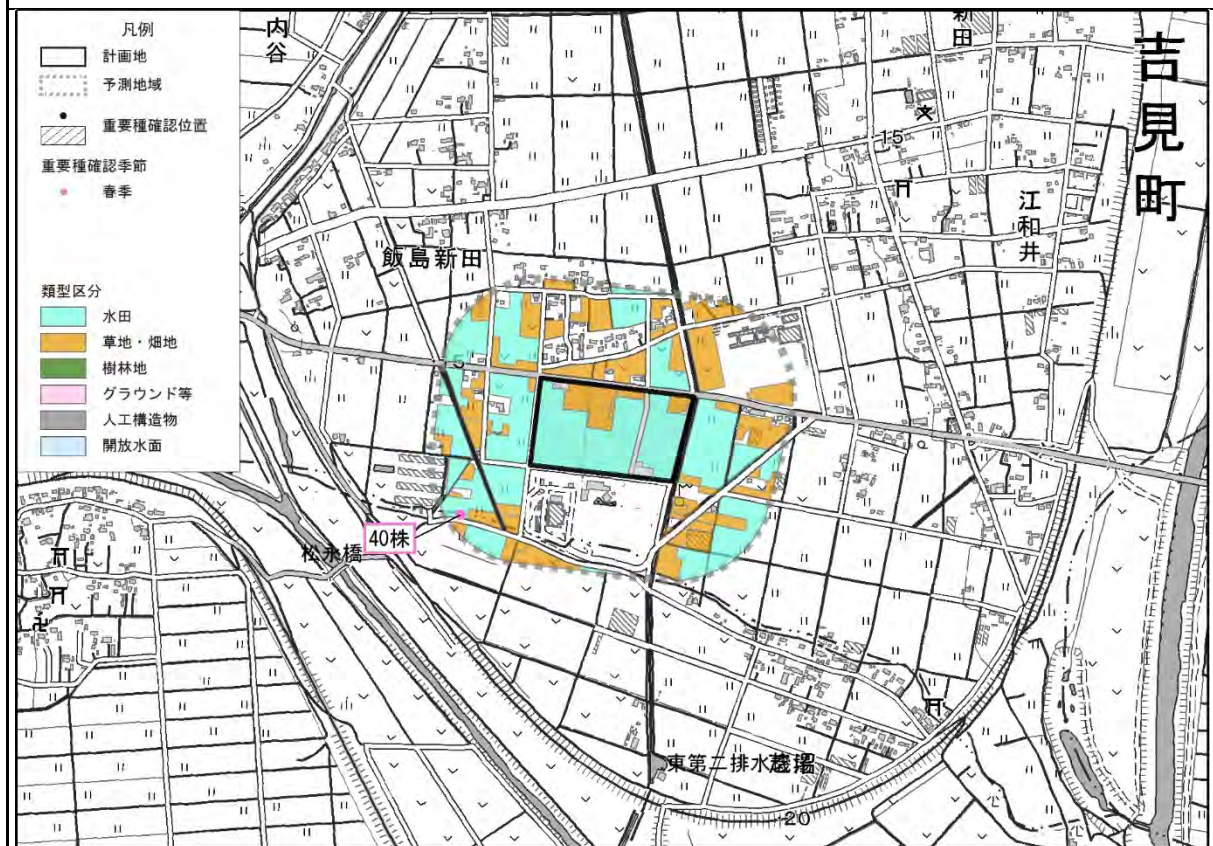 凡例
計画地
予測地域
重要種確認位置
重要種確認季節
春季
類型区分
水田
草地・畑地
樹林地
グラウンド等
人工構造物
開放水面
内谷
新田
吉見町
15
江和井
飯島新田
5
40株
松永橋
東第二排水
20